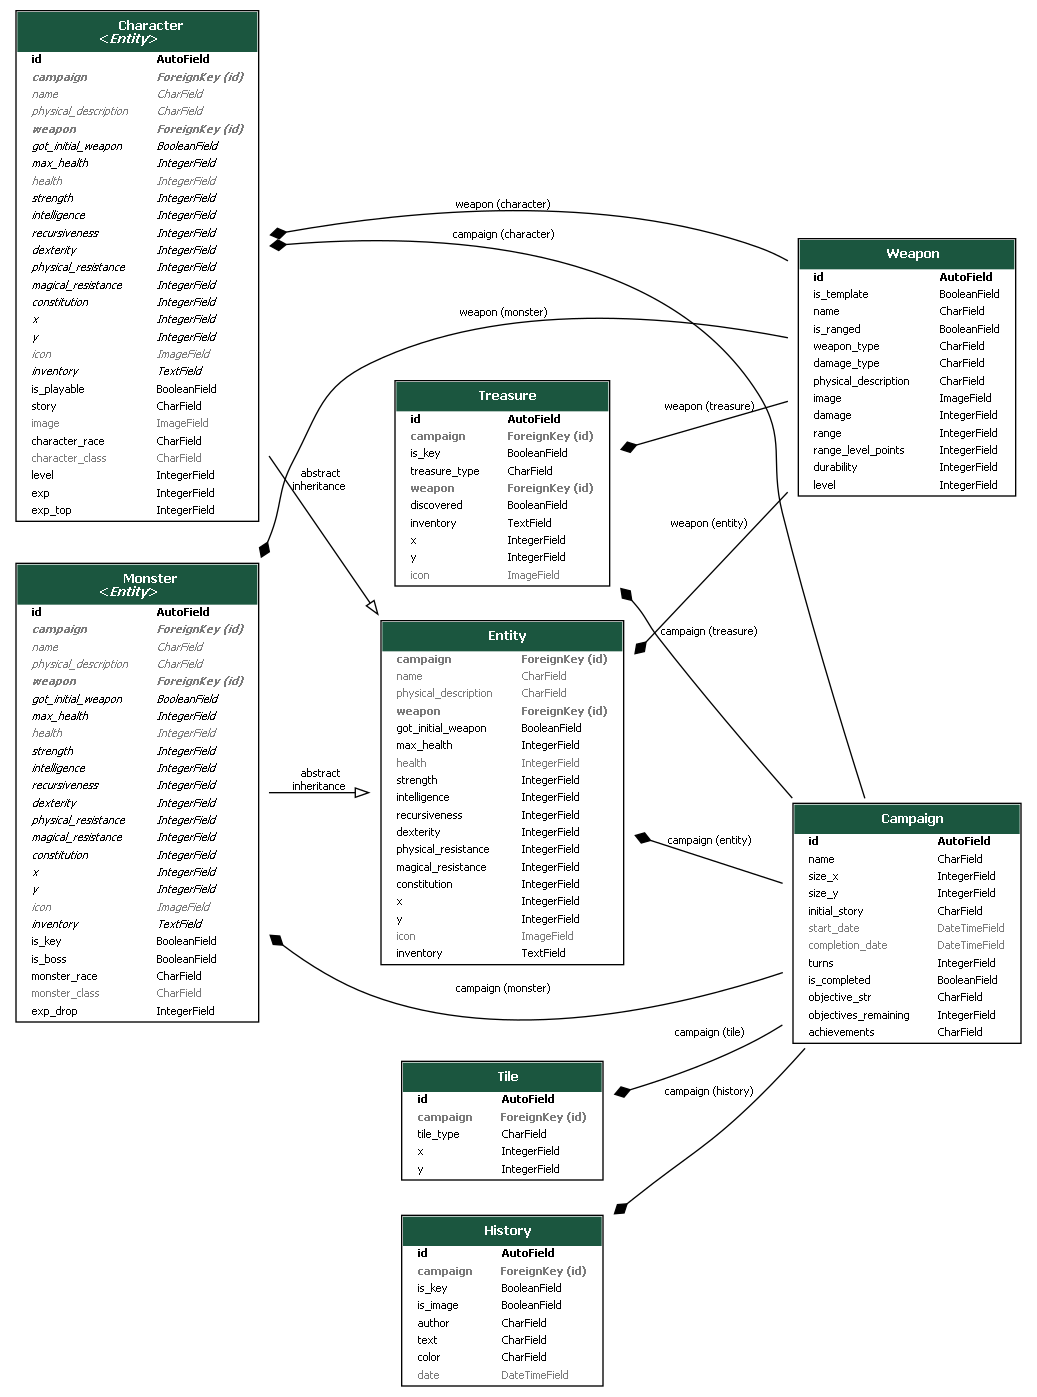 Character
<Entity>
id AutoField
campaign ForeignKey (id)
name CharField
physical_description CharField
weapon ForeignKey (id)
got_initial_weapon BooleanField
max_health IntegerField
health IntegerField
strength IntegerField
intelligence IntegerField
recursiveness IntegerField
dexterity IntegerField
physical_resistance IntegerField
magical_resistance IntegerField
constitution IntegerField
x IntegerField
y IntegerField
icon ImageField
inventory TextField
is_playable BooleanField
story CharField
image ImageField
character_race CharField
character_class CharField
level IntegerField
exp IntegerField
exp_top IntegerField
weapon (character)
campaign (character)
weapon (monster)
Weapon
id AutoField
is_template BooleanField
name CharField
is_ranged BooleanField
weapon_type CharField
damage_type CharField
physical_description CharField
image ImageField
damage IntegerField
range IntegerField
range_level_points IntegerField
durability IntegerField
level IntegerField
Treasure
id AutoField
campaign ForeignKey (id)
is_key BooleanField
treasure_type CharField
weapon ForeignKey (id)
discovered BooleanField
inventory TextField
x IntegerField
y IntegerField
icon ImageField
weapon (treasure)
abstract
inheritance
weapon (entity)
campaign (treasure)
Monster
<Entity>
id AutoField
campaign ForeignKey (id)
name CharField
physical_description CharField
weapon ForeignKey (id)
got_initial_weapon BooleanField
max_health IntegerField
health IntegerField
strength IntegerField
intelligence IntegerField
recursiveness IntegerField
dexterity IntegerField
physical_resistance IntegerField
magical_resistance IntegerField
constitution IntegerField
x IntegerField
y IntegerField
icon ImageField
inventory TextField
is_key BooleanField
is_boss BooleanField
monster_race CharField
monster_class CharField
exp_drop IntegerField
abstract
inheritance
Entity
campaign ForeignKey (id)
name CharField
physical_description CharField
weapon ForeignKey (id)
got_initial_weapon BooleanField
max_health IntegerField
health IntegerField
strength IntegerField
intelligence IntegerField
recursiveness IntegerField
dexterity IntegerField
physical_resistance IntegerField
magical_resistance IntegerField
constitution IntegerField
x IntegerField
y IntegerField
icon ImageField
inventory TextField
campaign (entity)
campaign (monster)
campaign (tile)
campaign (history)
Campaign
id AutoField
name CharField
size_x IntegerField
size_y IntegerField
initial_story CharField
start_date DateTimeField
completion_date DateTimeField
turns IntegerField
is_completed BooleanField
objective_str CharField
objectives_remaining IntegerField
achievements CharField
Tile
id AutoField
campaign ForeignKey (id)
tile_type CharField
x IntegerField
y IntegerField
History
id AutoField
campaign ForeignKey (id)
is_key BooleanField
is_image BooleanField
author CharField
text CharField
color CharField
date DateTimeField